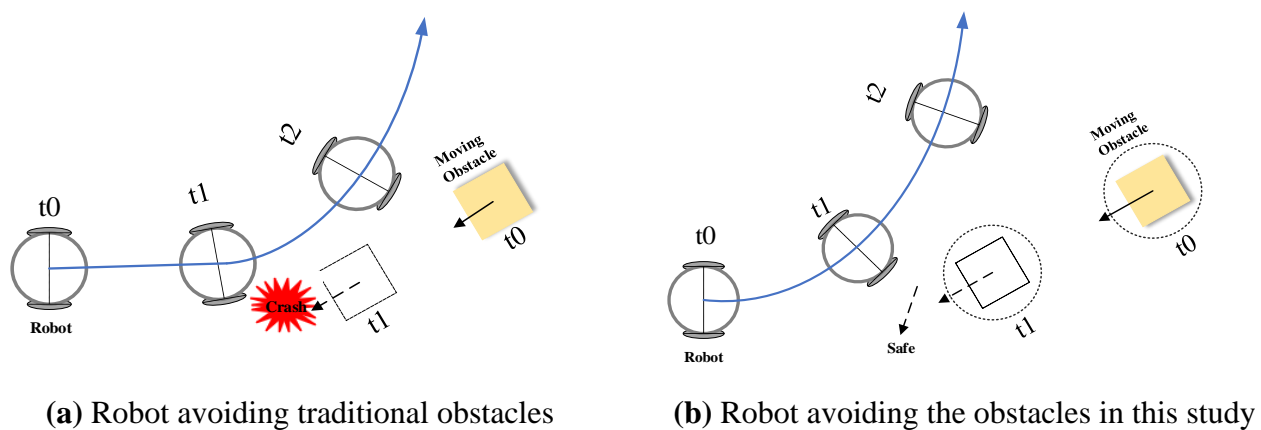 t0
Robot
t1
Crash
t1
t2
Moving
Obstacle
t0
(a) Robot avoiding traditional obstacles
t0
Robot
t1
Safe
t1
t2
Moving
Obstacle
t0
(b) Robot avoiding the obstacles in this study